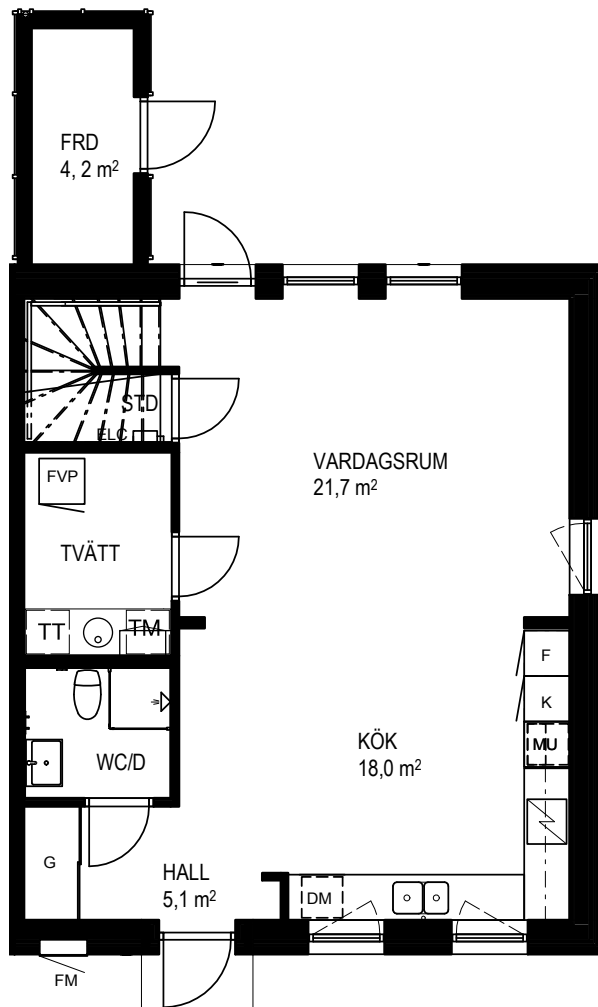 FRD
4, 2 m²
STD
ELC
FVP
VARDAGSRUM
21,7 m²
TVÄTT
TT
TM
F
K
MU
WC/D
KÖK
18,0 m²
G
HALL
5,1 m²
DM
FM